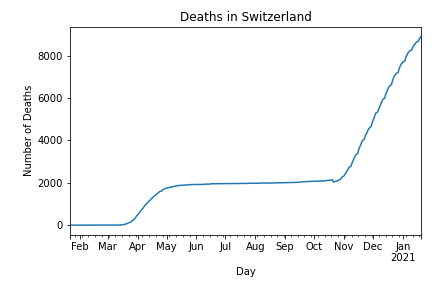 Deaths in Switzerland
Number of Deaths
8000
6000
4000
2000
0
Feb Mar Apr May Jun Jul Aug Sep Oct Nov Dec Jan
2021
Day